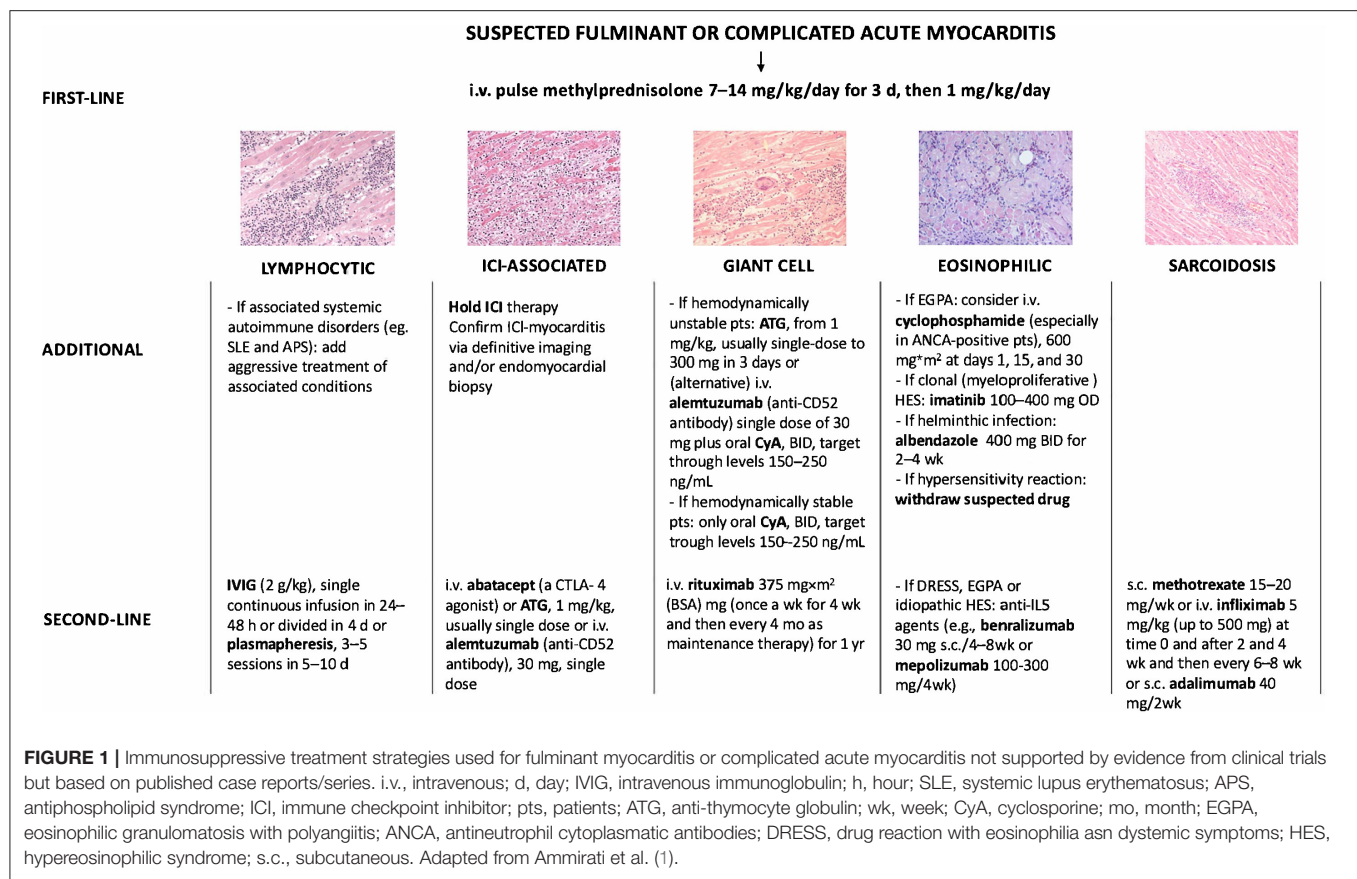 SUSPECTED FULMINANT OR COMPLICATED ACUTE MYOCARDITIS
FIRST-LINE
i.v. pulse methylprednisolone 7–14 mg/kg/day for 3 d, then 1 mg/kg/day
LYMPHOCYTIC
ICI-ASSOCIATED
GIANT CELL
EOSINOPHILIC
SARCOIDOSIS
ADDITIONAL
- If associated systemic
autoimmune disorders (eg.
SLE and APS): add
aggressive treatment of
associated conditions
Hold ICI therapy
Confirm ICI-myocarditis
via definitive imaging
and/or endomyocardial
biopsy
- If hemodynamically
unstable pts: ATG, from 1
mg/kg, usually single-dose to
300 mg in 3 days or
(alternative) i.v.
alemtuzumab (anti-CD52
antibody) single dose of 30
mg plus oral CyA, BID, target
through levels 150–250
ng/mL
- If hemodynamically stable
pts: only oral CyA, BID, target
trough levels 150–250 ng/mL
- If EGPA: consider i.v.
cyclophosphamide (especially
in ANCA-positive pts), 600
mg*m² at days 1, 15, and 30
- If clonal (myeloproliferative )
HES: imatinib 100–400 mg OD
- If helminthic infection:
albendazole 400 mg BID for
2–4 wk
- If hypersensitivity reaction:
withdraw suspected drug
SECOND-LINE
IVIG (2 g/kg), single
continuous infusion in 24–
48 h or divided in 4 d or
plasmapheresis, 3–5
sessions in 5–10 d
i.v. abatacept (a CTLA- 4
agonist) or ATG, 1 mg/kg,
usually single dose or i.v.
alemtuzumab (anti-CD52
antibody), 30 mg, single
dose
i.v. rituximab 375 mg×m²
(BSA) mg (once a wk for 4 wk
and then every 4 mo as
maintenance therapy) for 1 yr
- If DRESS, EGPA or
idiopathic HES: anti-IL5
agents (e.g., benralizumab
30 mg s.c./4–8wk or
mepolizumab 100-300
mg/4wk)
s.c. methotrexate 15–20
mg/wk or i.v. infliximab 5
mg/kg (up to 500 mg) at
time 0 and after 2 and 4
wk and then every 6–8 wk
or s.c. adalimumab 40
mg/2wk
FIGURE 1 | Immunosuppressive treatment strategies used for fulminant myocarditis or complicated acute myocarditis not supported by evidence from clinical trials
but based on published case reports/series. i.v., intravenous; d, day; IVIG, intravenous immunoglobulin; h, hour; SLE, systemic lupus erythematosus; APS,
antiphospholipid syndrome; ICI, immune checkpoint inhibitor; pts, patients; ATG, anti-thymocyte globulin; wk, week; CyA, cyclosporine; mo, month; EGPA,
eosinophilic granulomatosis with polyangiitis; ANCA, antineutrophil cytoplasmatic antibodies; DRESS, drug reaction with eosinophilia asn dystemic symptoms; HES,
hypereosinophilic syndrome; s.c., subcutaneous. Adapted from Ammirati et al. (1).